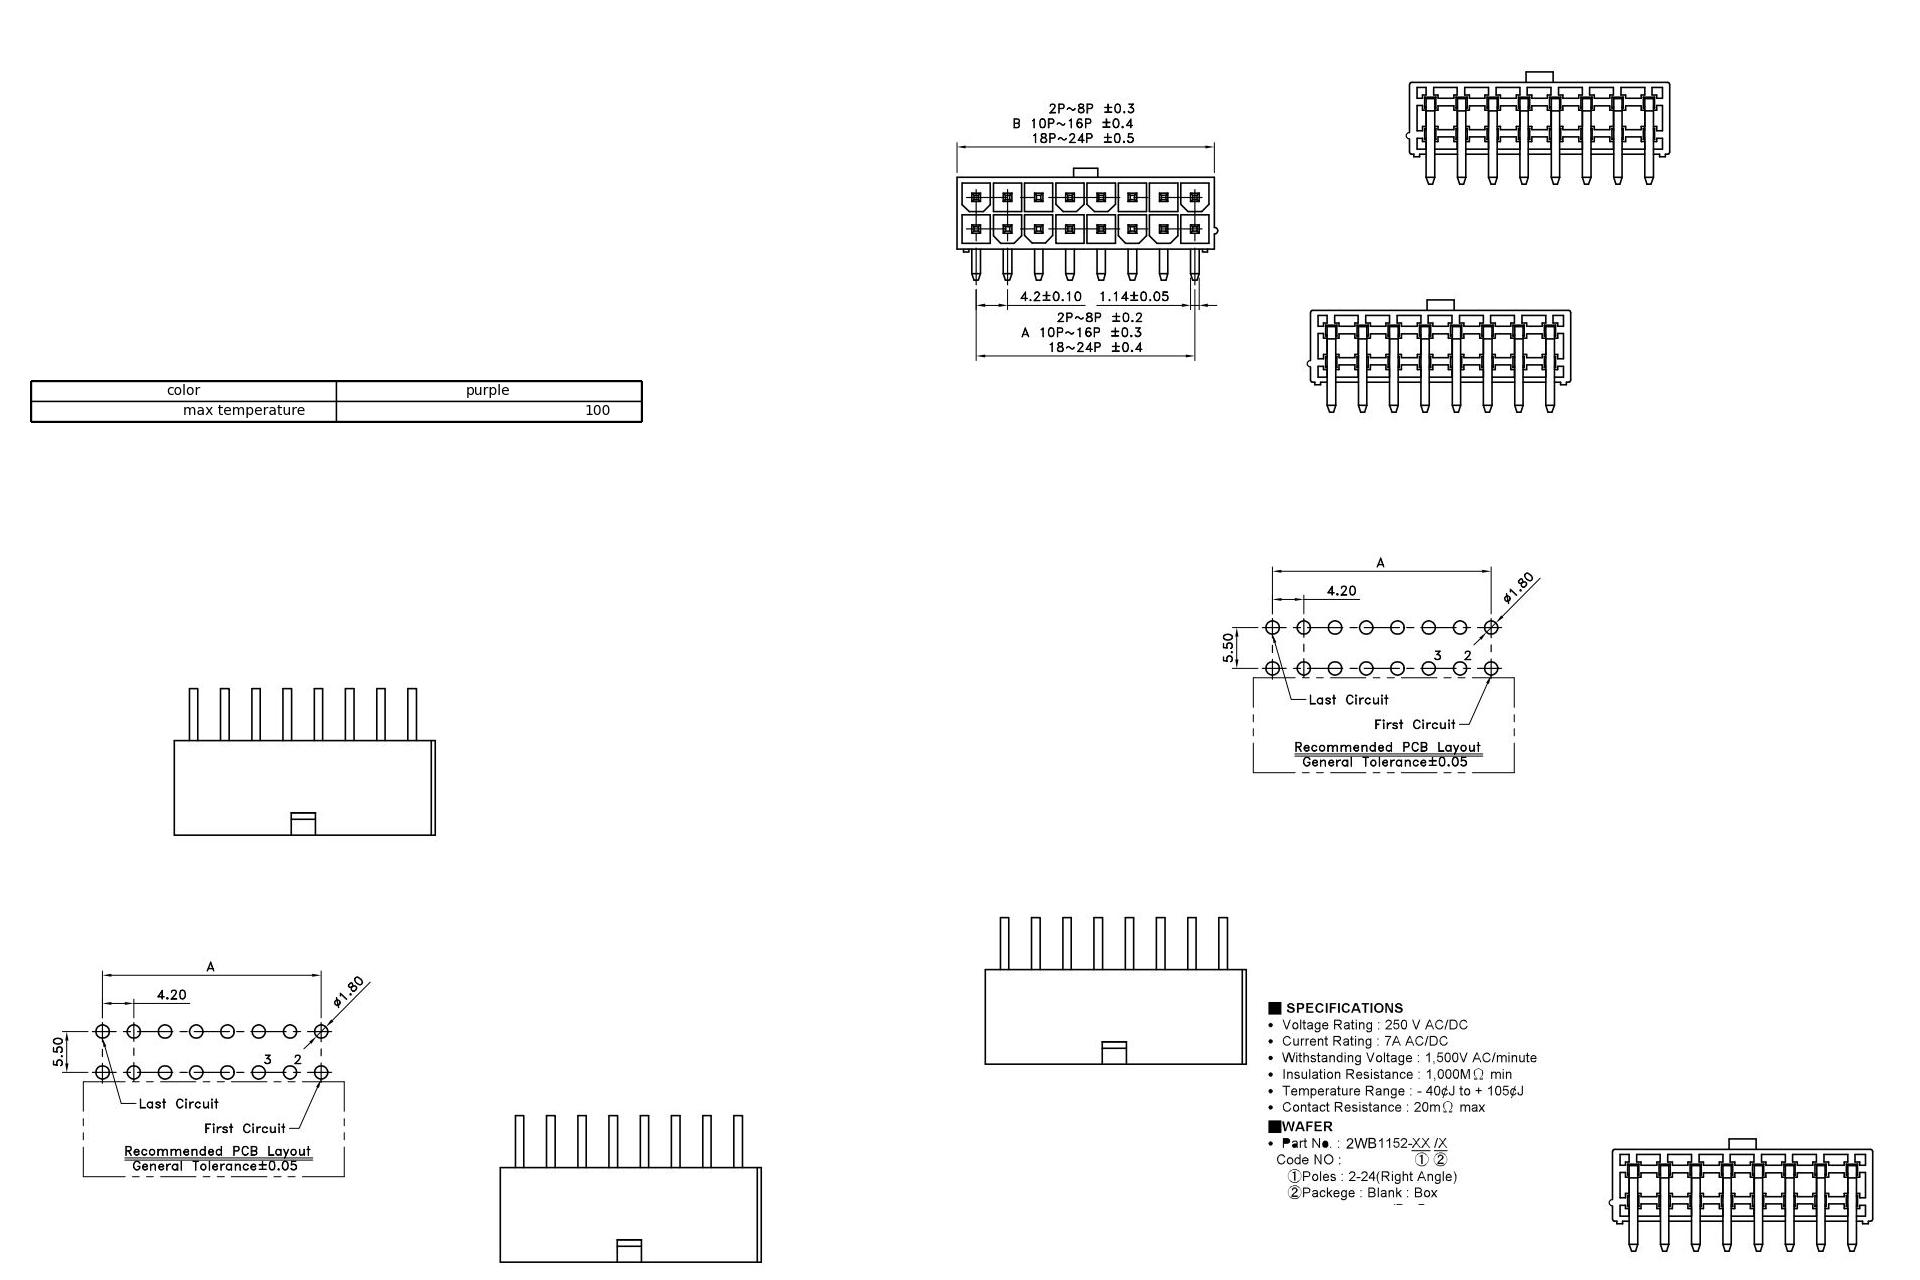 2P~8P ±0.3
B 10P~16P ±0.4
18P~24P ±0.5
4.2±0.10 1.14±0.05
2P~8P ±0.2
A 10P~16P ±0.3
18~24P ±0.4
color purple
max temperature 100
A
4.20
ø1.80
5.50
3 2
Last Circuit
First Circuit
Recommended PCB Layout
General Tolerance±0.05
A
4.20
ø1.80
5.50
3 2
Last Circuit
First Circuit
Recommended PCB Layout
General Tolerance±0.05
■ SPECIFICATIONS
• Voltage Rating : 250 V AC/DC
• Current Rating : 7A AC/DC
• Withstanding Voltage : 1,500V AC/minute
• Insulation Resistance : 1,000MΩ min
• Temperature Range : - 40¢J to + 105¢J
• Contact Resistance : 20mΩ max
■WAFER
• Part No. : 2WB1152-XX /X
Code NO : ① ②
①Poles : 2-24(Right Angle)
②Packege : Blank : Box